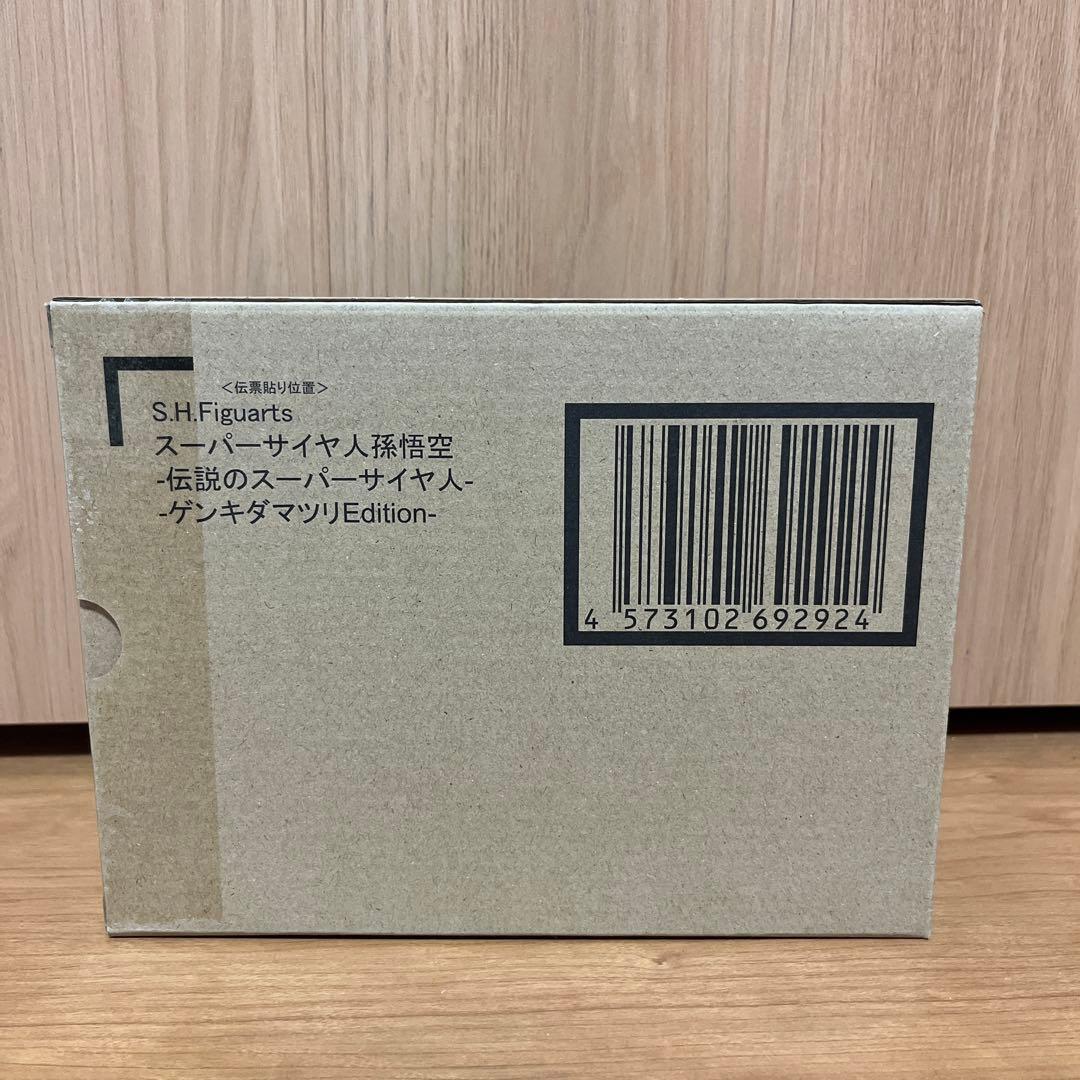 ＜伝票貼り位置＞
S.H.Figuarts
スーパーサイヤ人孫悟空
-伝説のスーパーサイヤ人-
-ゲンキダマツリEdition-
4 573102 692924